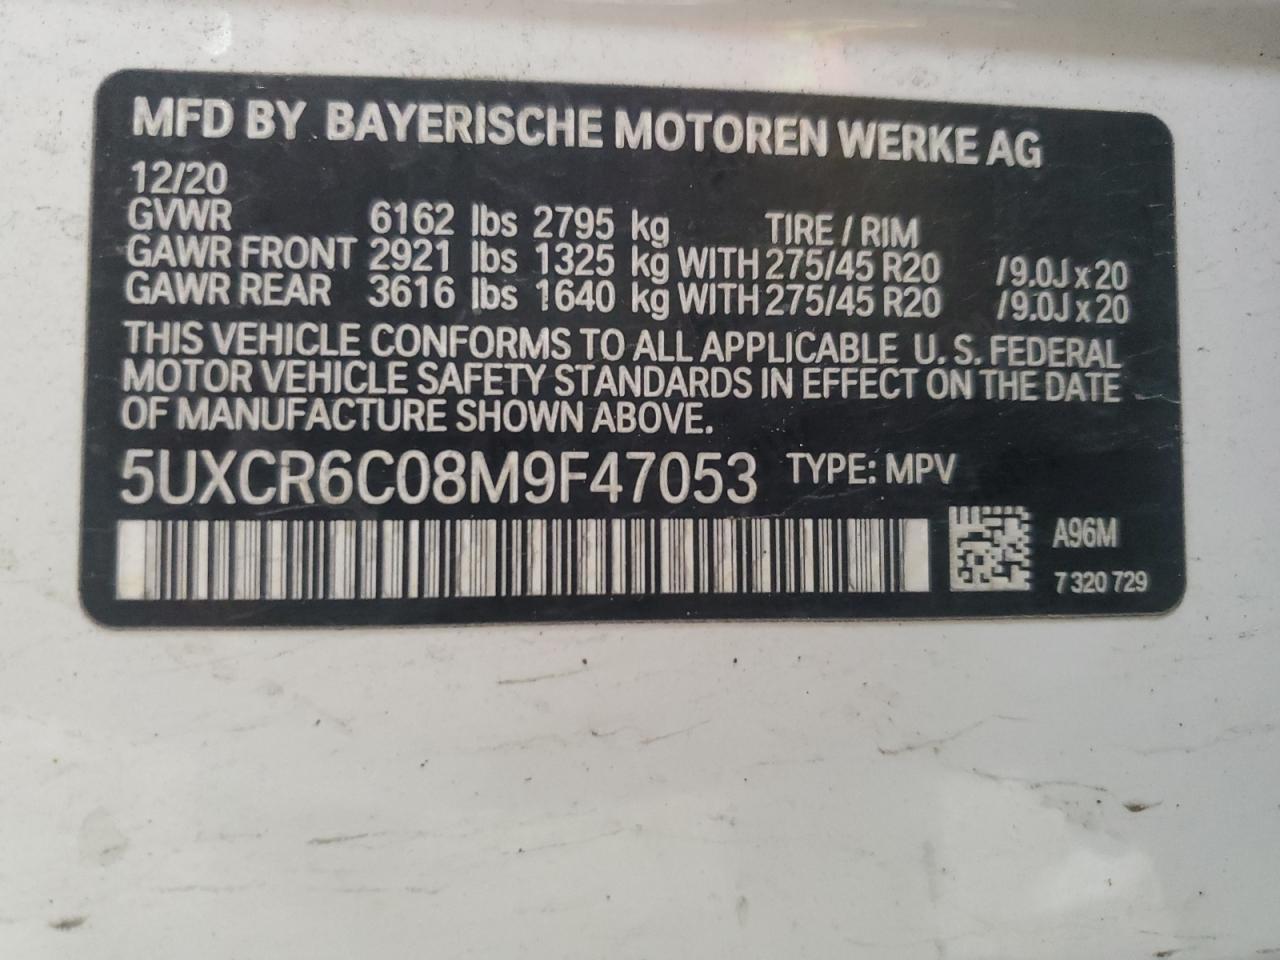 MFD BY BAYERISCHE MOTOREN WERKE AG
12/20
GVWR 6162 lbs 2795 kg TIRE / RIM
GAWR FRONT 2921 lbs 1325 kg WITH 275/45 R20 /9.0J x 20
GAWR REAR 3616 lbs 1640 kg WITH 275/45 R20 /9.0J x 20
THIS VEHICLE CONFORMS TO ALL APPLICABLE U.S. FEDERAL
MOTOR VEHICLE SAFETY STANDARDS IN EFFECT ON THE DATE
OF MANUFACTURE SHOWN ABOVE.
5UXCR6C08M9F47053 TYPE: MPV
A96M
7 320 729